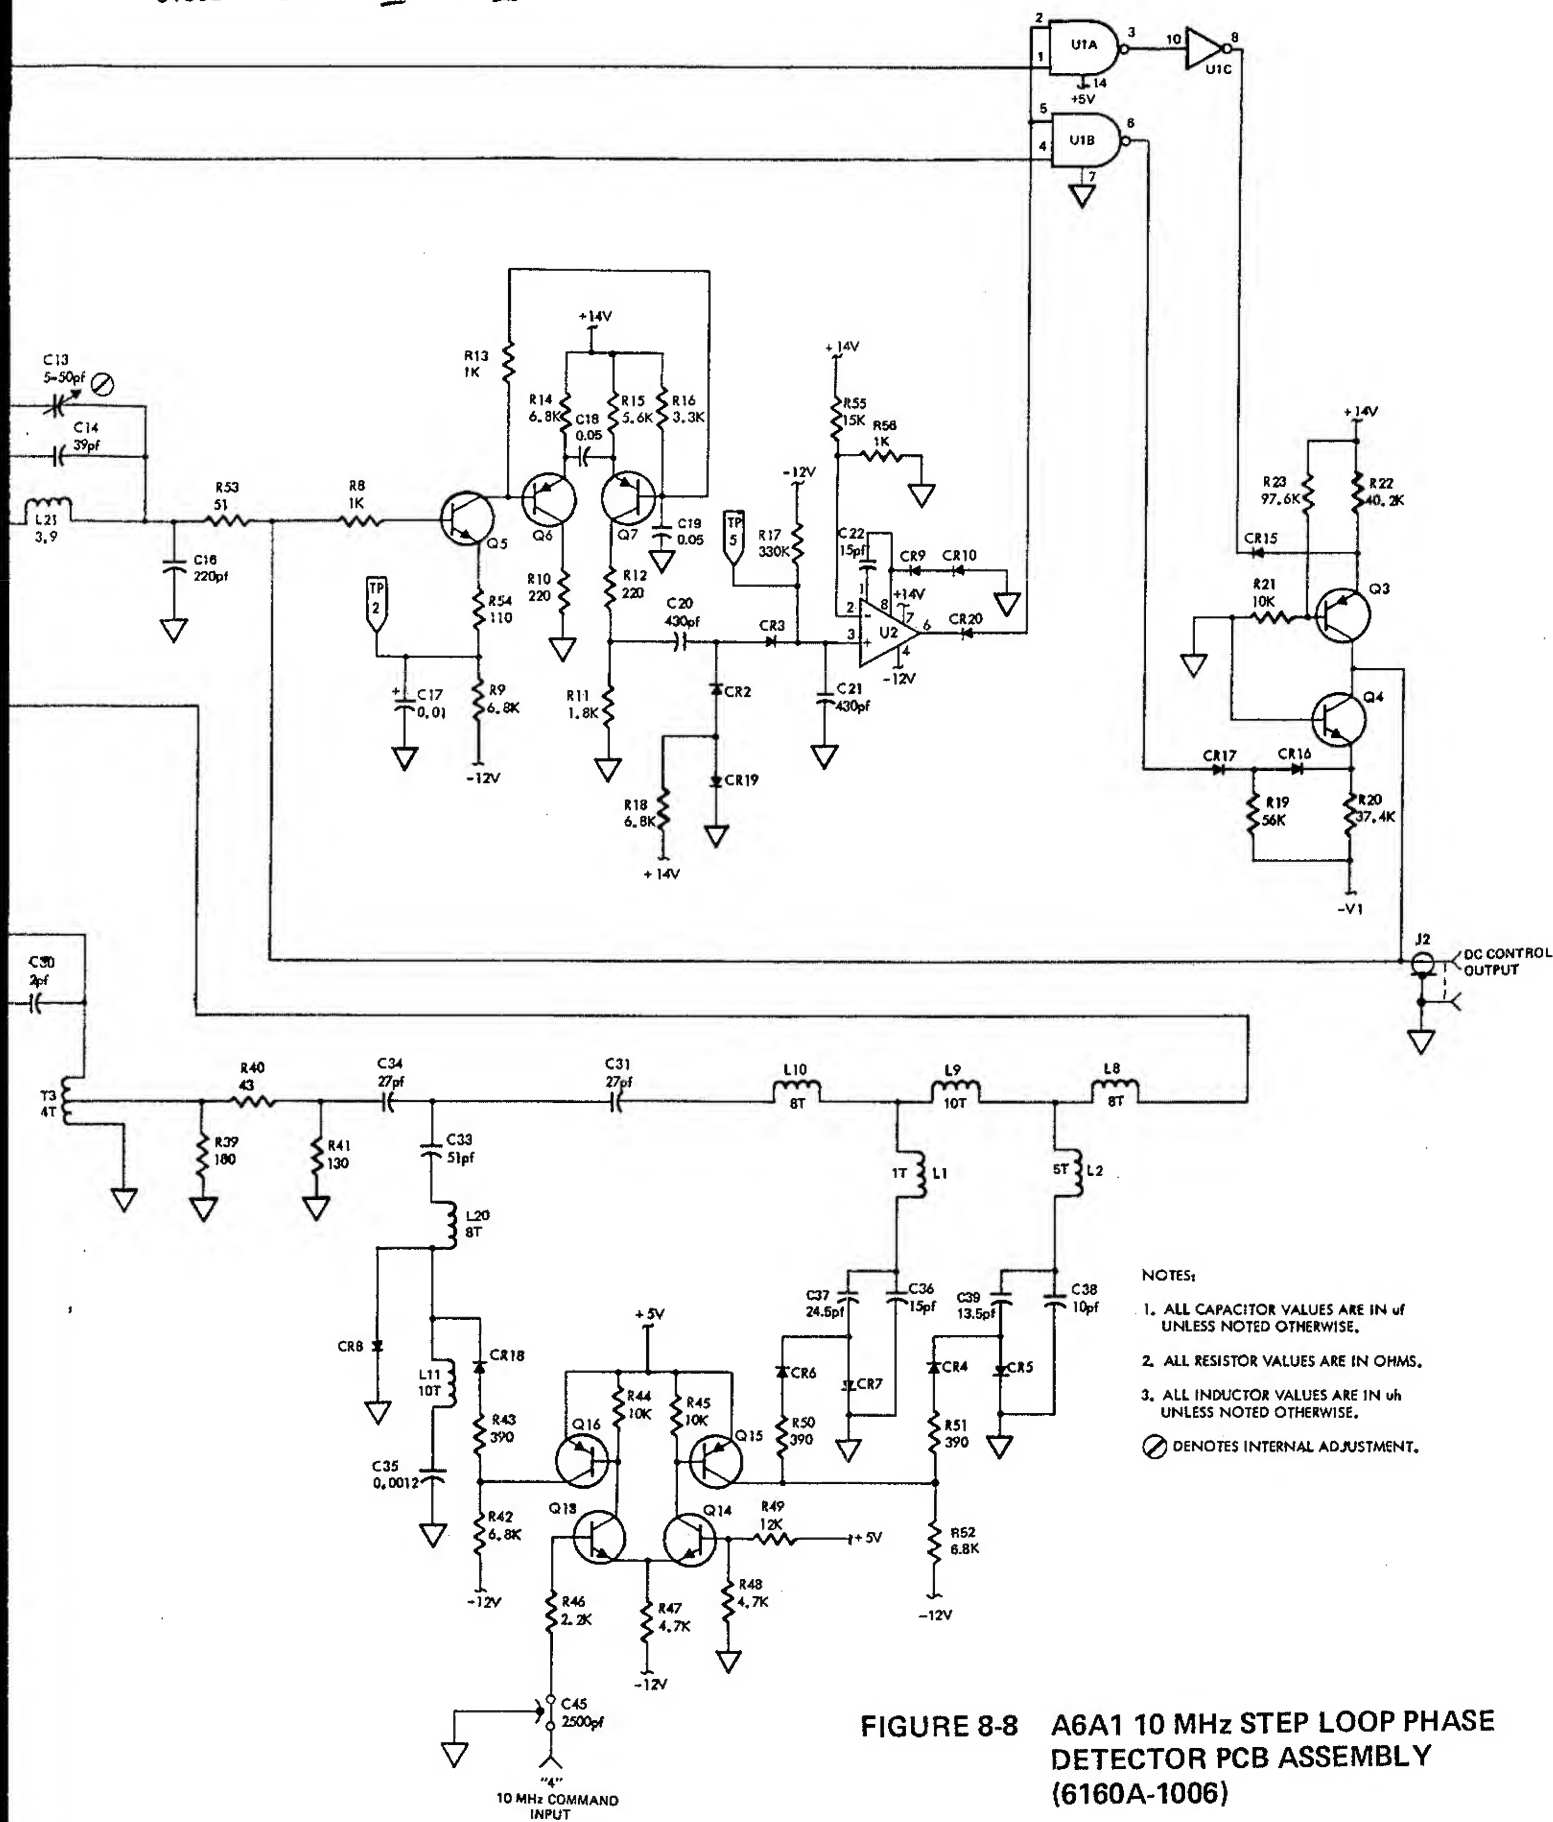 2
3
10
8
U1A
1
U1C
14
+5V
5
6
U1B
4
7
+14V
C13
5-50pf
R13
1K
R14
6.8K
C18
0.05
R15
5.6K
R16
3.3K
+14V
R55
15K
R56
1K
+14V
C14
39pf
-12V
R23
97.6K
R22
40.2K
R53
51
R8
1K
L21
3.9
Q5
Q6
Q7
C19
0.05
TP
5
R17
330K
C22
15pf
CR9
CR10
CR15
C16
220pf
TP
2
R54
110
R10
220
R12
220
C20
430pf
CR3
1
8
+14V
7
2
-
U2
6
CR20
3
+
4
-12V
R21
10K
Q3
C17
0.01
+
R9
6.8K
-12V
R11
1.8K
CR2
C21
430pf
Q4
CR19
CR17
CR16
R18
6.8K
+14V
R19
56K
R20
37.4K
-V1
J2
DC CONTROL
OUTPUT
C30
2pf
T3
4T
R40
43
C34
27pf
C31
27pf
L10
8T
L9
10T
L8
8T
R39
180
R41
130
C33
51pf
1T
L1
5T
L2
L20
8T
C37
24.5pf
C36
15pf
C39
13.5pf
C38
10pf
+5V
CR8
CR18
L11
10T
CR6
CR7
CR4
CR5
R44
10K
R45
10K
R43
390
Q16
Q15
R50
390
R51
390
C35
0.0012
R42
6.8K
Q13
Q14
R49
12K
+5V
R52
6.8K
-12V
R46
2.2K
R47
4.7K
R48
4.7K
-12V
-12V
C45
2500pf
"4"
10 MHz COMMAND
INPUT
NOTES:
1. ALL CAPACITOR VALUES ARE IN uf
UNLESS NOTED OTHERWISE.
2. ALL RESISTOR VALUES ARE IN OHMS.
3. ALL INDUCTOR VALUES ARE IN uh
UNLESS NOTED OTHERWISE.
DENOTES INTERNAL ADJUSTMENT.
FIGURE 8-8 A6A1 10 MHz STEP LOOP PHASE
DETECTOR PCB ASSEMBLY
(6160A-1006)